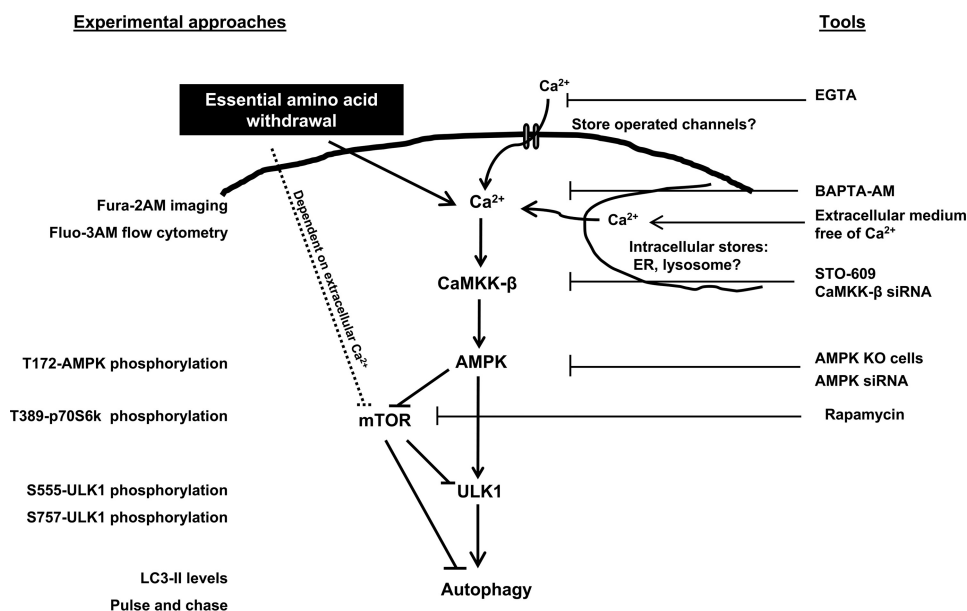 Experimental approaches
Tools
Ca²⁺
EGTA
Essential amino acid
withdrawal
Store operated channels?
Fura-2AM imaging
Fluo-3AM flow cytometry
Ca²⁺
BAPTA-AM
Ca²⁺
Extracellular medium
free of Ca²⁺
Intracellular stores:
ER, lysosome?
Dependent on extracellular Ca²⁺
CaMKK-β
STO-609
CaMKK-β siRNA
T172-AMPK phosphorylation
AMPK
AMPK KO cells
AMPK siRNA
T389-p70S6k phosphorylation
mTOR
Rapamycin
S555-ULK1 phosphorylation
S757-ULK1 phosphorylation
ULK1
LC3-II levels
Pulse and chase
Autophagy